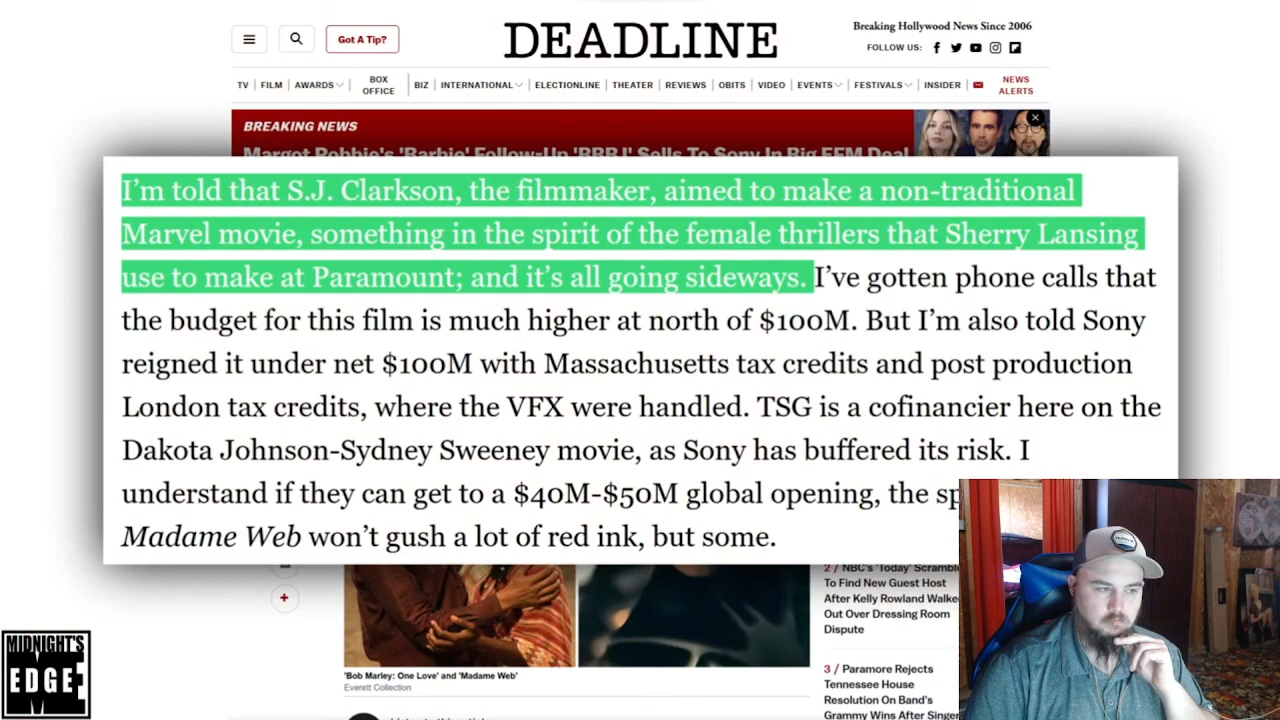 Got A Tip?
DEADLINE
Breaking Hollywood News Since 2006
FOLLOW US:
TV | FILM | AWARDS | BOX OFFICE | BIZ | INTERNATIONAL | ELECTIONLINE | THEATER | REVIEWS | OBITS | VIDEO | EVENTS | FESTIVALS | INSIDER | NEWS ALERTS
BREAKING NEWS
Margot Robbie's 'Barbie' Follow-Up 'BBBJ' Sells To Sony In Big EFM Deal
I'm told that S.J. Clarkson, the filmmaker, aimed to make a non-traditional
Marvel movie, something in the spirit of the female thrillers that Sherry Lansing
use to make at Paramount; and it's all going sideways. I've gotten phone calls that
the budget for this film is much higher at north of $100M. But I'm also told Sony
reigned it under net $100M with Massachusetts tax credits and post production
London tax credits, where the VFX were handled. TSG is a cofinancier here on the
Dakota Johnson-Sydney Sweeney movie, as Sony has buffered its risk. I
understand if they can get to a $40M-$50M global opening, the sp
Madame Web won't gush a lot of red ink, but some.
2 / NBC's 'Today' Scramble
To Find New Guest Host
After Kelly Rowland Walke
Out Over Dressing Room
Dispute
3 / Paramore Rejects
Tennessee House
Resolution On Band's
Grammy Wins After Singer
'Bob Marley: One Love' and 'Madame Web'
Everett Collection
MIDNIGHT'S
EDGE